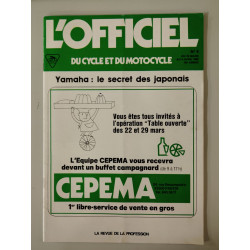 L'OFFICIEL
DU CYCLE ET DU MOTOCYCLE
Yamaha : le secret des japonais
Vous êtes tous invités à
l'opération "Table ouverte"
des 22 et 29 mars
L'Equipe CEPEMA vous recevra
devant un buffet campagnard
CEPEMA
1er libre-service de vente en gros
LA REVUE DE LA PROFESSION